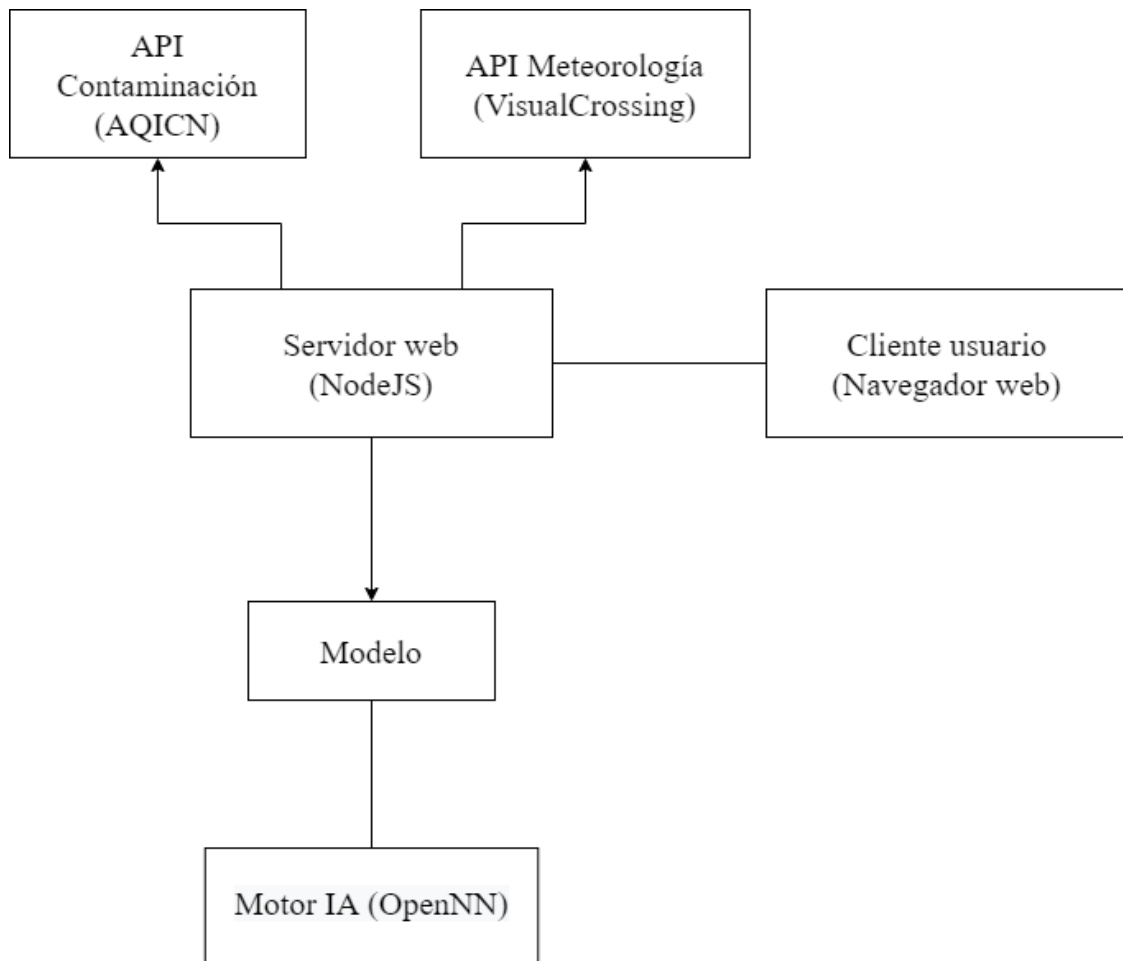 API
Contaminación
(AQICN)
API Meteorología
(VisualCrossing)
Servidor web
(NodeJS)
Cliente usuario
(Navegador web)
Modelo
Motor IA (OpenNN)